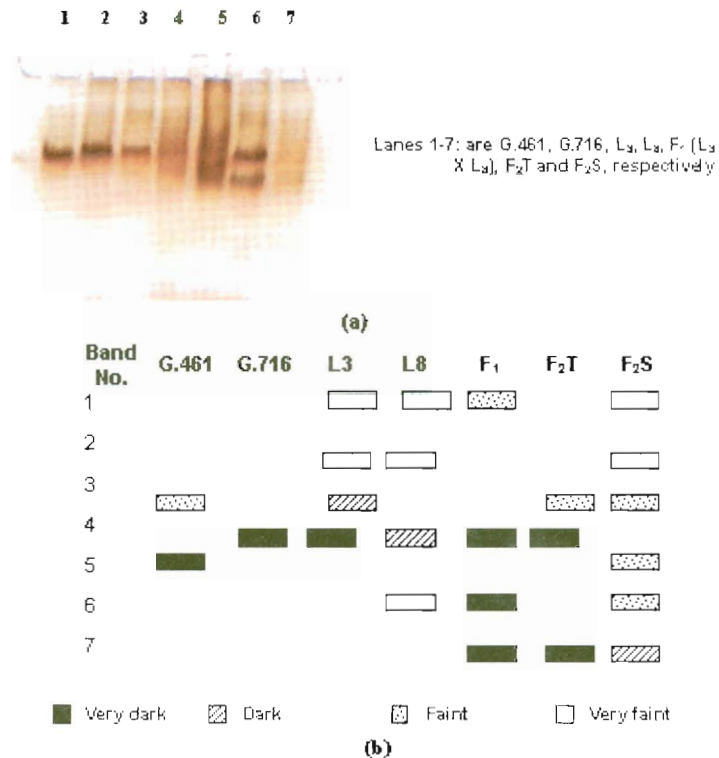 1 2 3 4 5 6 7
Lanes 1-7: are G.461, G.716, L₃, L₈, F₁ (L₃
X L₈), F₂T and F₂S, respectively
(a)
Band No. G.461 G.716 L3 L8 F₁ F₂T F₂S
1
2
3
4
5
6
7
Very dark Dark Faint Very faint
(b)